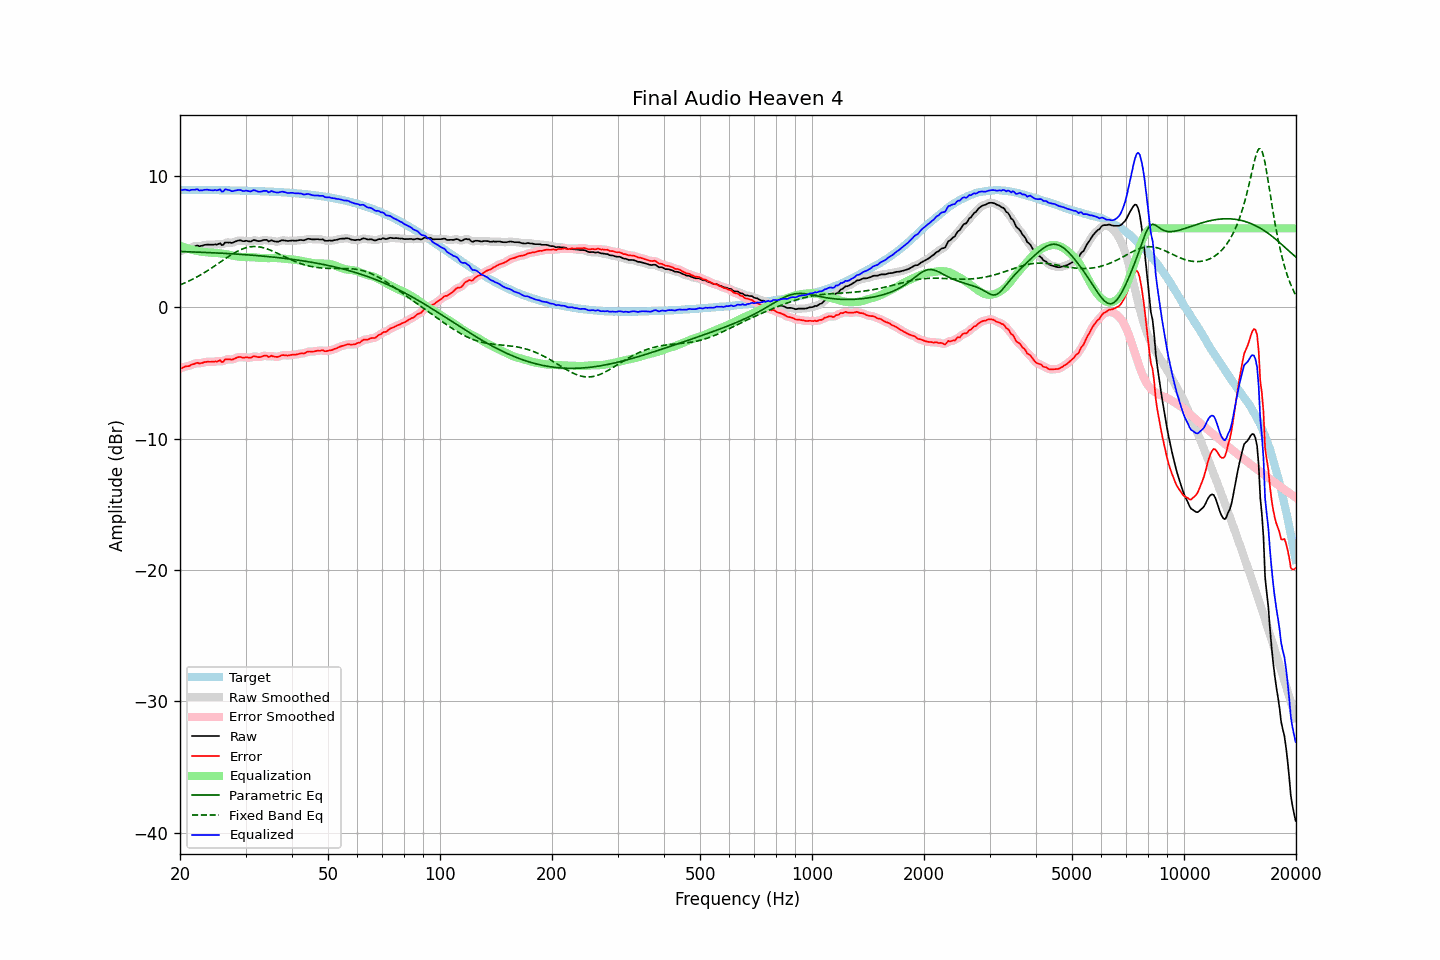 Final Audio Heaven 4
Amplitude (dBr)
10
0
−10
−20
−30
−40
Target
Raw Smoothed
Error Smoothed
Raw
Error
Equalization
Parametric Eq
Fixed Band Eq
Equalized
20 50 100 200 500 1000 2000 5000 10000 20000
Frequency (Hz)